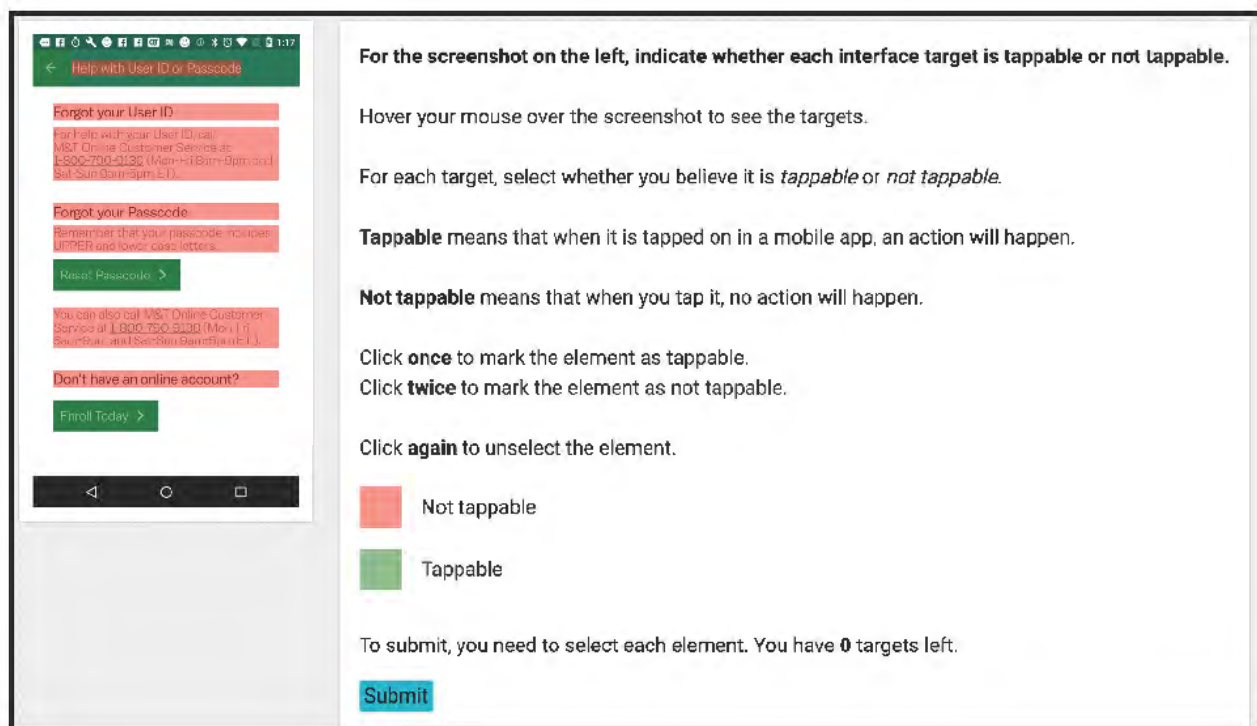 1:17
Help with User ID or Passcode
Forgot your User ID
For help with your User ID, call
M&T Online Customer Service at
1-800-790-9130 (Mon-Fri 8am-9pm and
Sat-Sun 9am-5pm ET).
Forgot your Passcode
Remember that your passcode includes
UPPER and lower case letters.
Reset Passcode >
You can also call M&T Online Customer
Service at 1-800-790-9130 (Mon-Fri
8am-9pm and Sat-Sun 9am-5pm ET).
Don't have an online account?
Enroll Today >
For the screenshot on the left, indicate whether each interface target is tappable or not tappable.
Hover your mouse over the screenshot to see the targets.
For each target, select whether you believe it is tappable or not tappable.
Tappable means that when it is tapped on in a mobile app, an action will happen.
Not tappable means that when you tap it, no action will happen.
Click once to mark the element as tappable.
Click twice to mark the element as not tappable.
Click again to unselect the element.
Not tappable
Tappable
To submit, you need to select each element. You have 0 targets left.
Submit